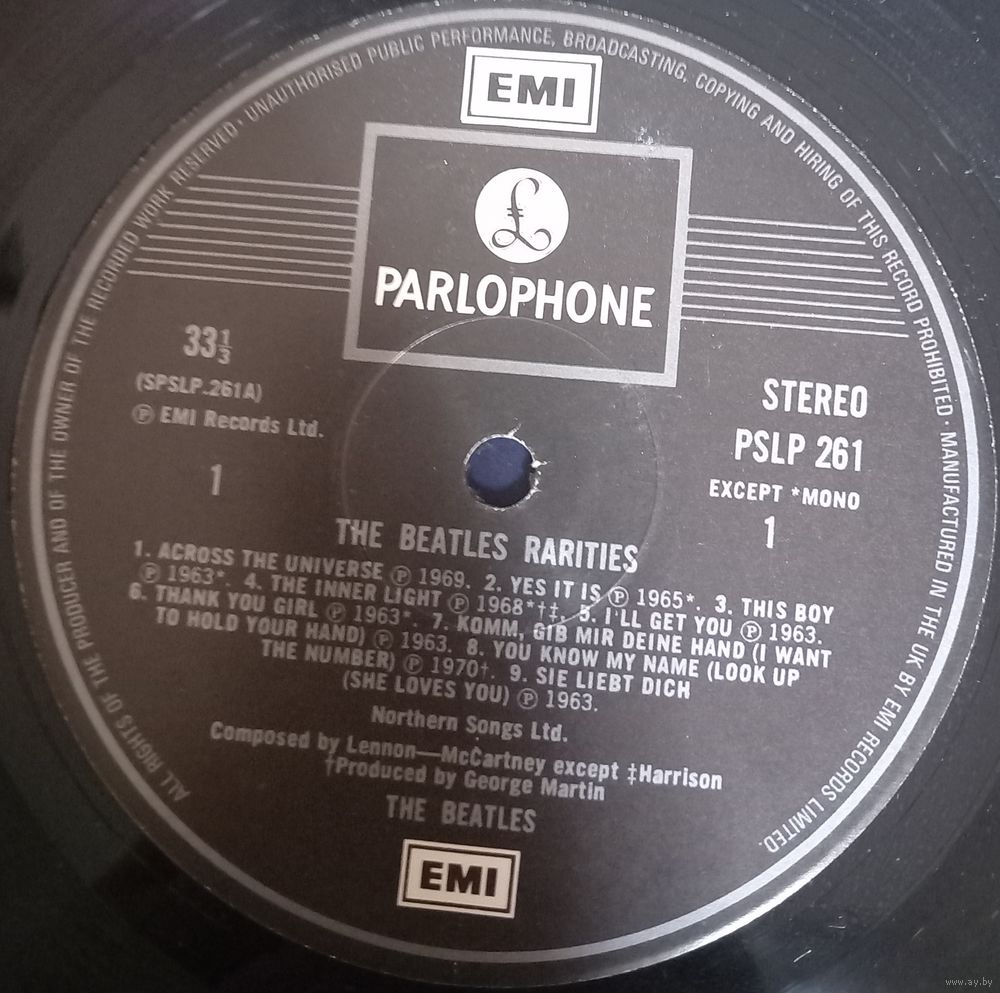 ALL RIGHTS OF THE PRODUCER AND OF THE OWNER OF THE RECORDED WORK RESERVED · UNAUTHORISED PUBLIC PERFORMANCE, BROADCASTING, COPYING AND HIRING OF THIS RECORD PROHIBITED · MANUFACTURED IN THE UK BY EMI RECORDS LIMITED.
EMI
£
PARLOPHONE
33⅓
(SPSLP.261A)
℗ EMI Records Ltd.
1
STEREO
PSLP 261
EXCEPT *MONO
1
THE BEATLES RARITIES
1. ACROSS THE UNIVERSE ℗ 1969. 2. YES IT IS ℗ 1965*. 3. THIS BOY
℗ 1963*. 4. THE INNER LIGHT ℗ 1968*†‡. 5. I'LL GET YOU ℗ 1963.
6. THANK YOU GIRL ℗ 1963*. 7. KOMM, GIB MIR DEINE HAND (I WANT
TO HOLD YOUR HAND) ℗ 1963. 8. YOU KNOW MY NAME (LOOK UP
THE NUMBER) ℗ 1970†. 9. SIE LIEBT DICH
(SHE LOVES YOU) ℗ 1963.
Northern Songs Ltd.
Composed by Lennon—McCartney except ‡Harrison
†Produced by George Martin
THE BEATLES
EMI
www.ay.by